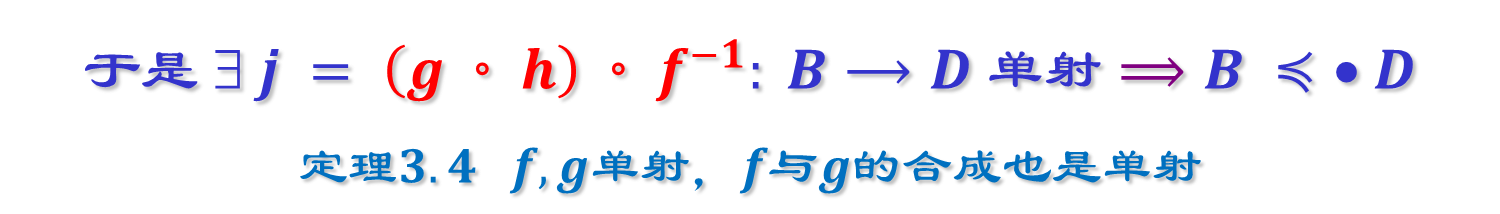 于是 ∃ j = (g ∘ h) ∘ f⁻¹: B ⟶ D 单射 ⟹ B ≼• D
定理3.4 f,g单射，f与g的合成也是单射